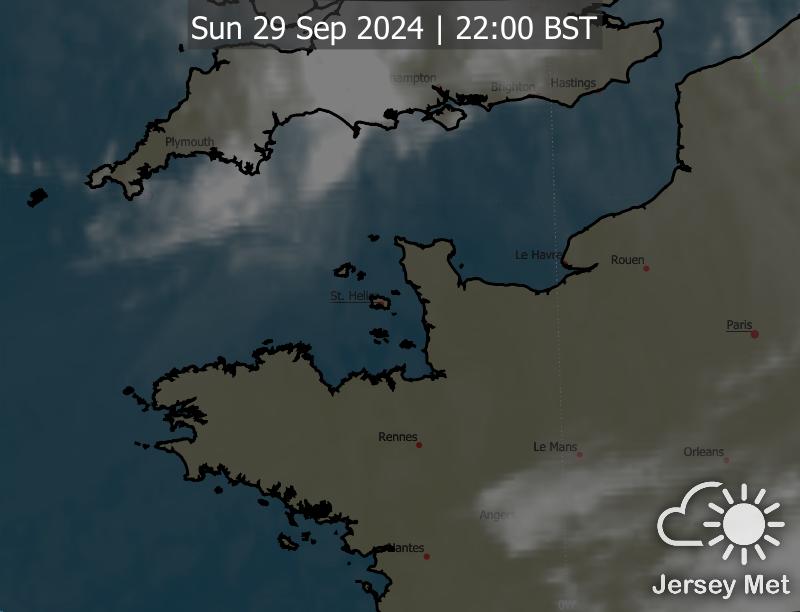 Sun 29 Sep 2024 | 22:00 BST
hampton
Brighton
Hastings
Plymouth
Le Havre
Rouen
St. Heli
Paris
Rennes
Le Mans
Orleans
Angers
Nantes
Jersey Met